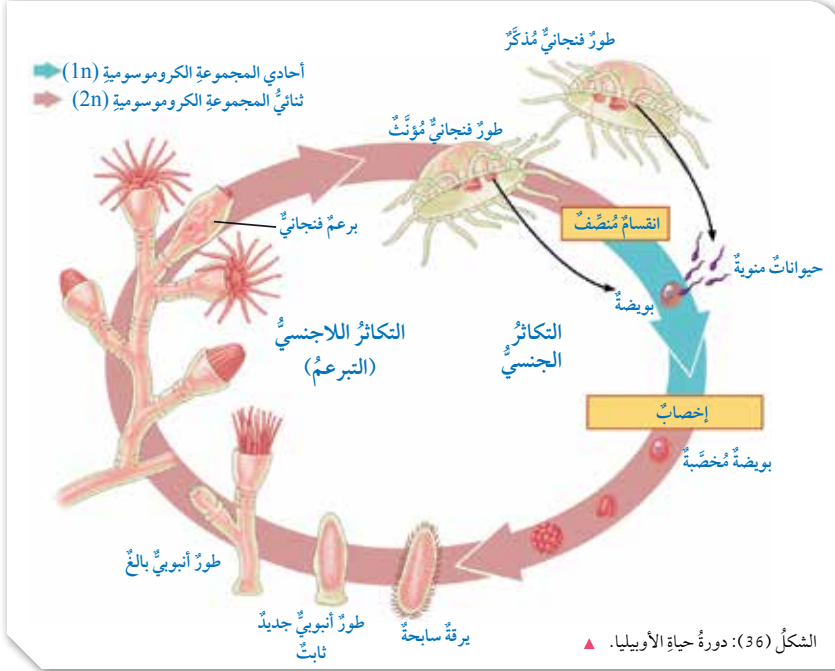 أحادي المجموعةِ الكروموسوميةِ (1n)
ثنائيُّ المجموعةِ الكروموسوميةِ (2n)
طورٌ فنجانيٌّ مُذكَّرٌ
طورٌ فنجانيٌّ مُؤنَّثٌ
برعمٌ فنجانيٌّ
انقسامٌ مُنصِّفٌ
حيواناتٌ منويةٌ
بويضةٌ
التكاثرُ
الجنسيُّ
التكاثرُ اللاجنسيُّ
(التبرعمُ)
إخصابٌ
بويضةٌ مُخصَّبةٌ
طورٌ أنبوبيٌّ بالغٌ
طورٌ أنبوبيٌّ جديدٌ
ثابتٌ
يرقةٌ سابحةٌ
الشكلُ (36): دورةُ حياةِ الأوبيليا.